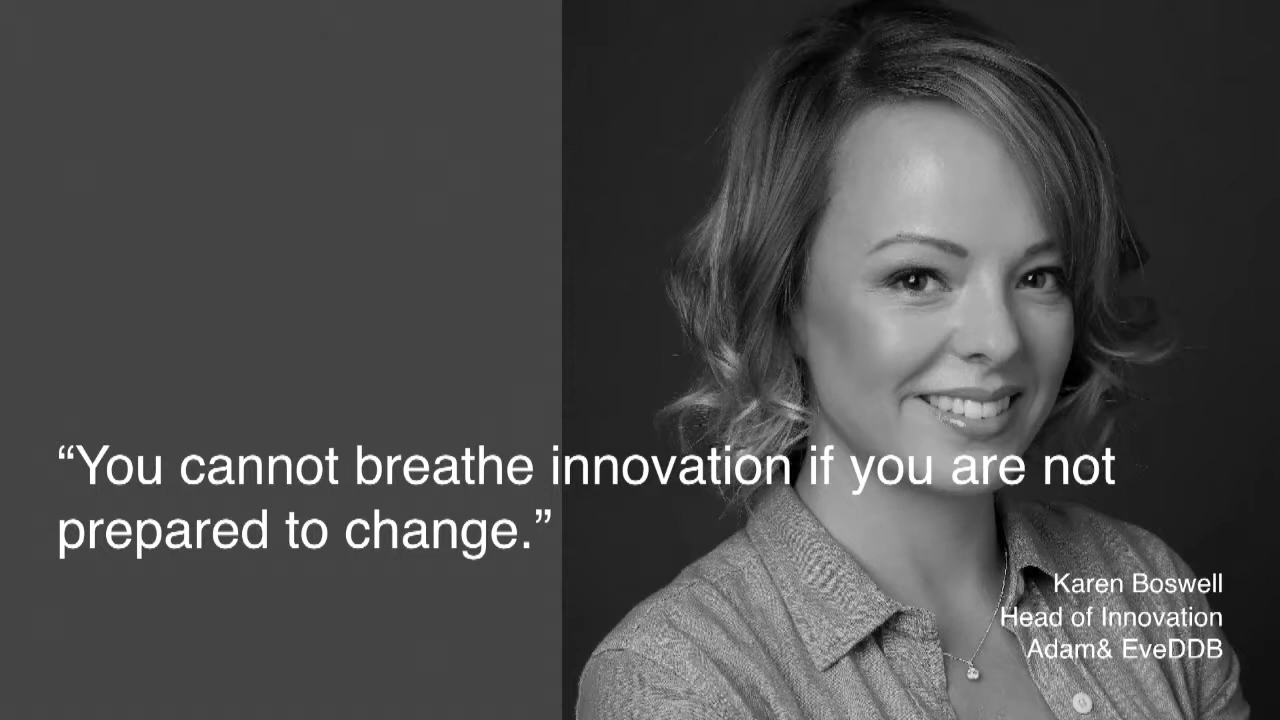 “You cannot breathe innovation if you are not
prepared to change.”
Karen Boswell
Head of Innovation
Adam& EveDDB